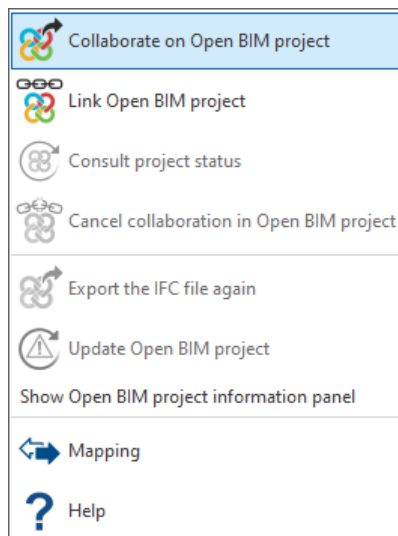 Collaborate on Open BIM project
Link Open BIM project
Consult project status
Cancel collaboration in Open BIM project
Export the IFC file again
Update Open BIM project
Show Open BIM project information panel
Mapping
Help